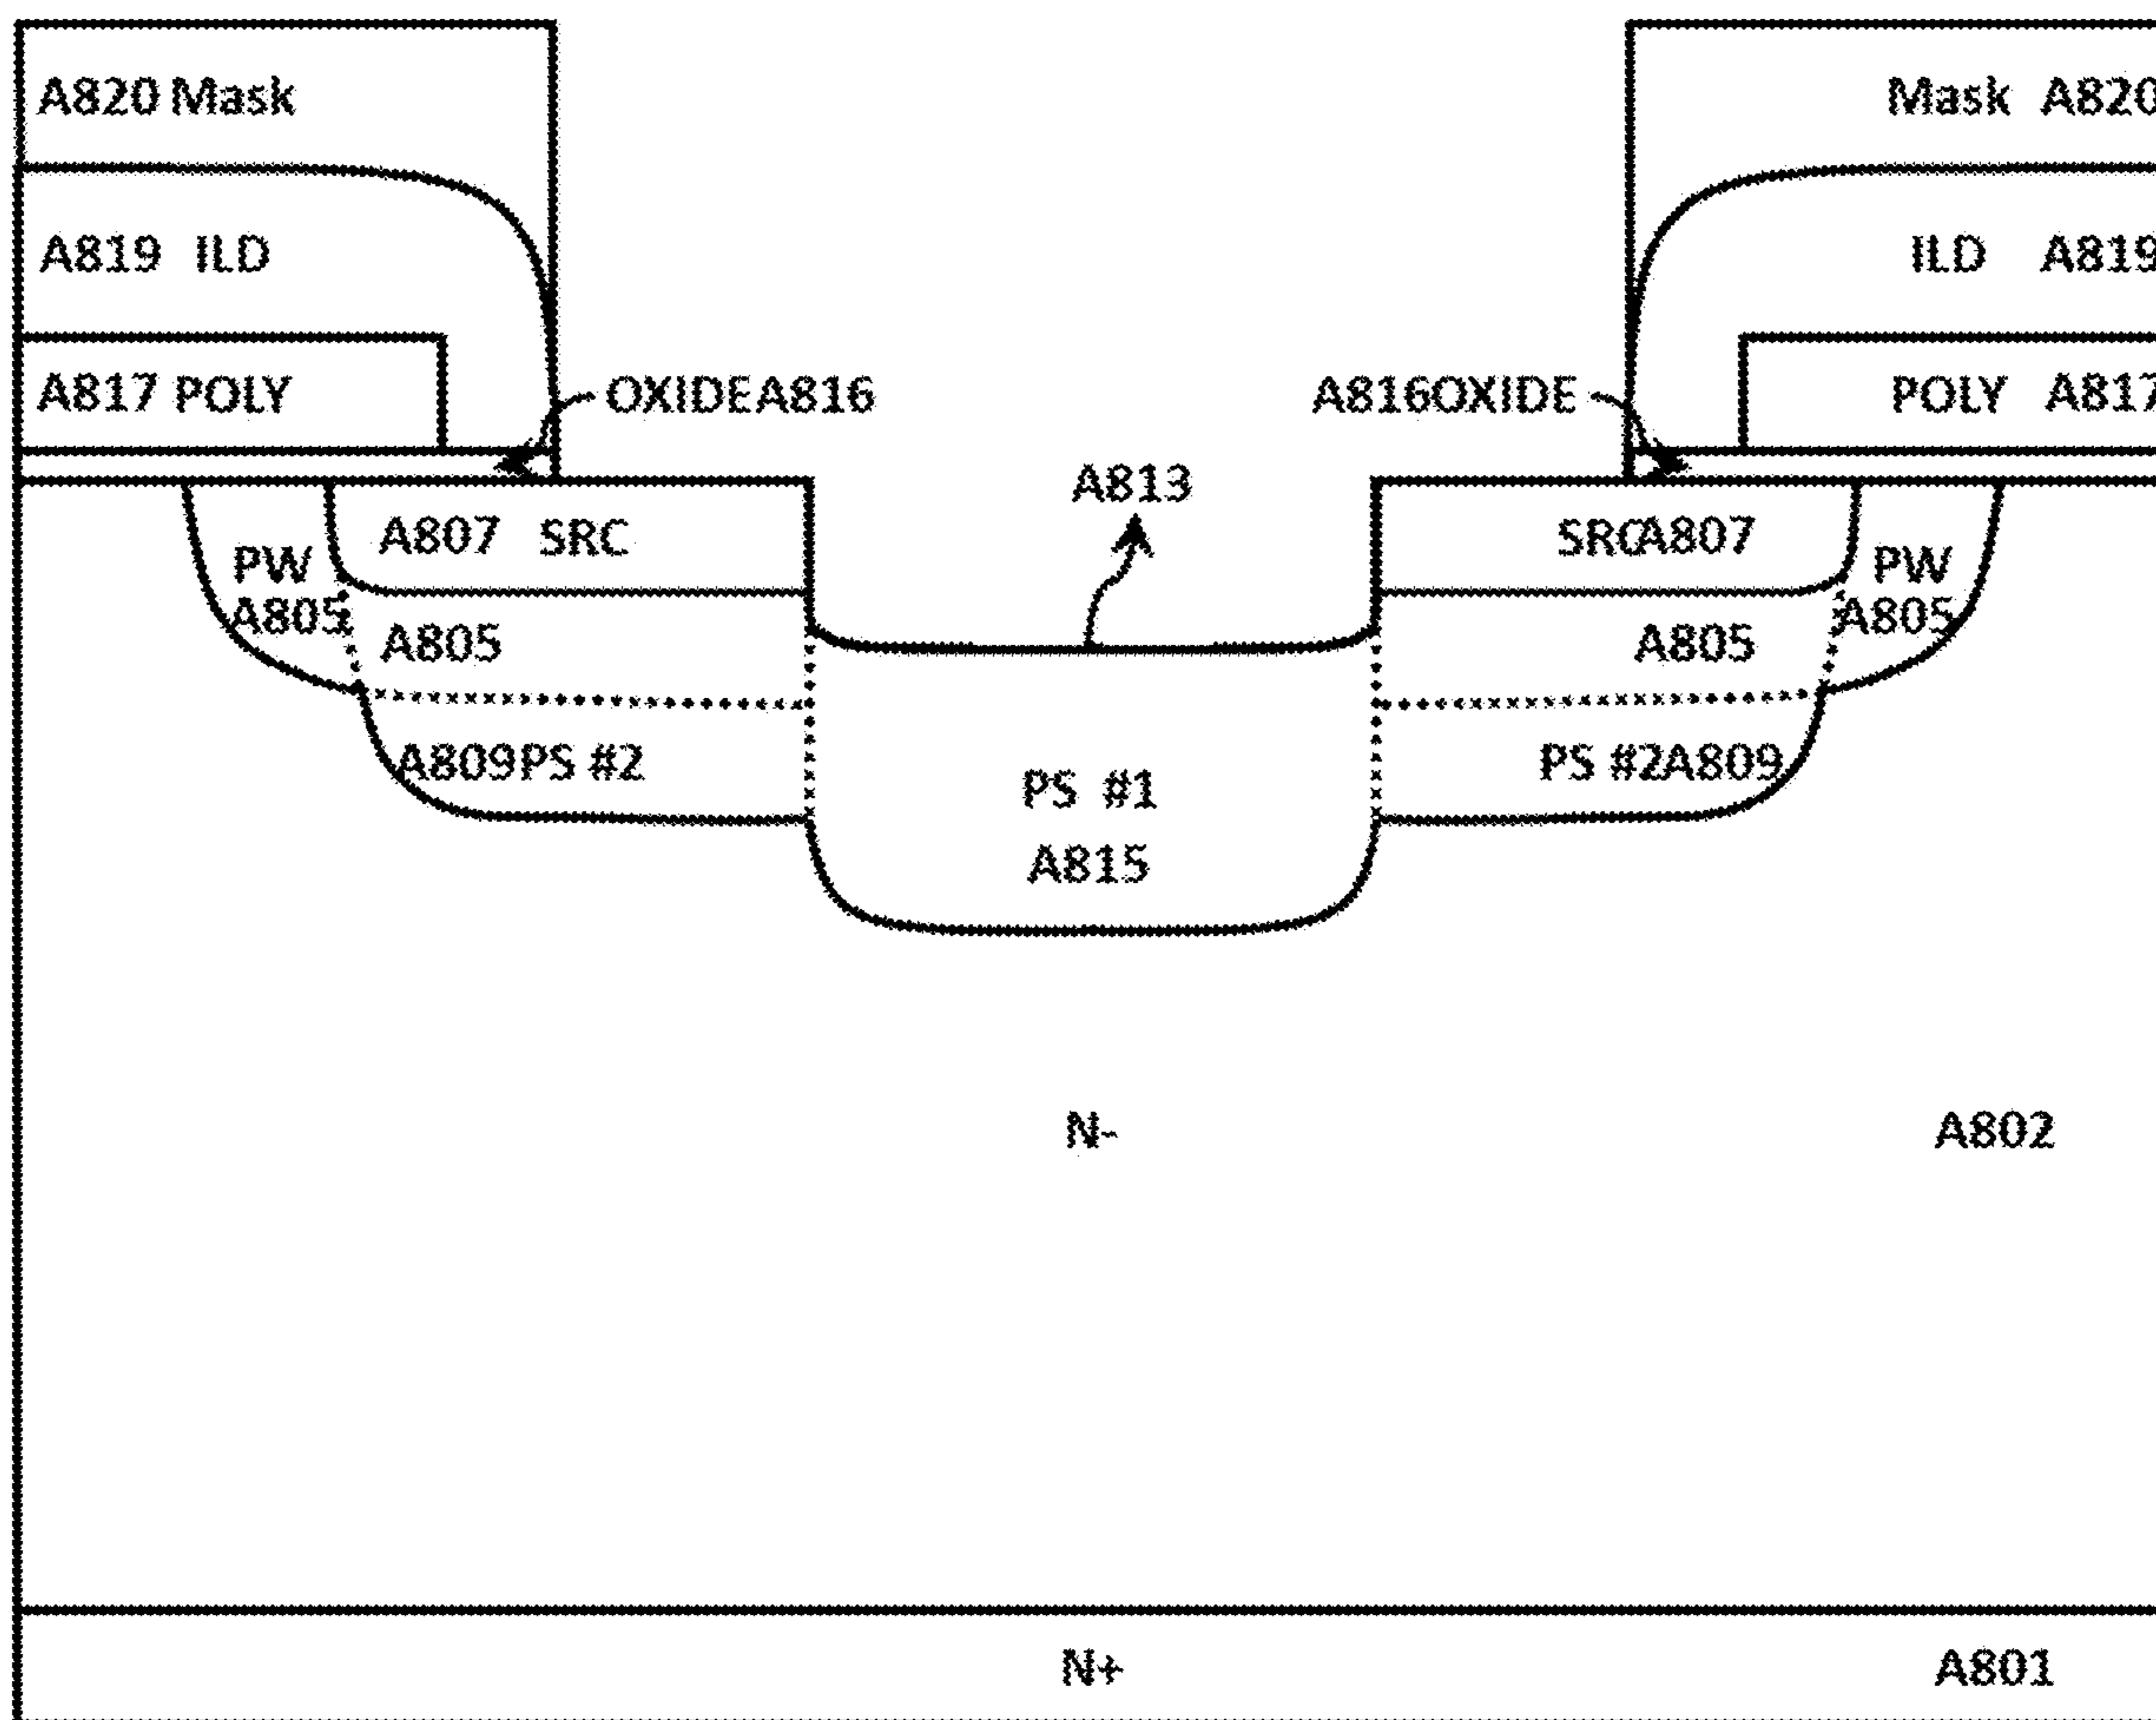 A820 Mask
Mask A820
A819 ILD
ILD A819
A817 POLY
OXIDEA816
A816OXIDE
POLY A817
A813
A807 SRC
SRCA807
PW
A805
A805
PW
A805
A805
A809PS #2
PS #1
A815
PS #2A809
N-
A802
N+
A801